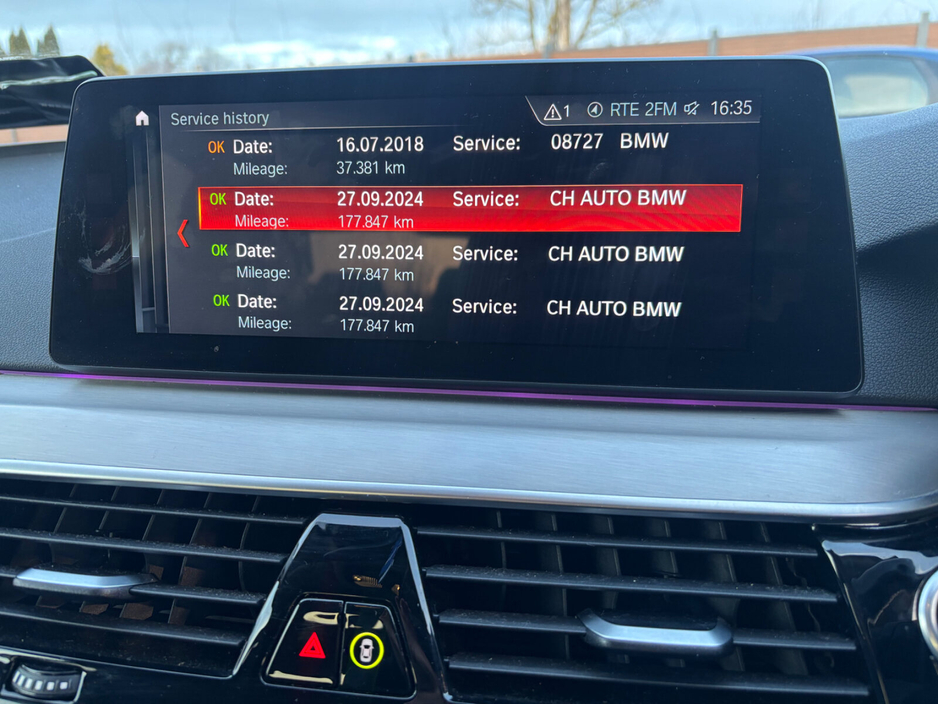 Service history
1 RTE 2FM 16:35
OK Date: 16.07.2018 Service: 08727 BMW
Mileage: 37.381 km
OK Date: 27.09.2024 Service: CH AUTO BMW
Mileage: 177.847 km
OK Date: 27.09.2024 Service: CH AUTO BMW
Mileage: 177.847 km
OK Date: 27.09.2024 Service: CH AUTO BMW
Mileage: 177.847 km